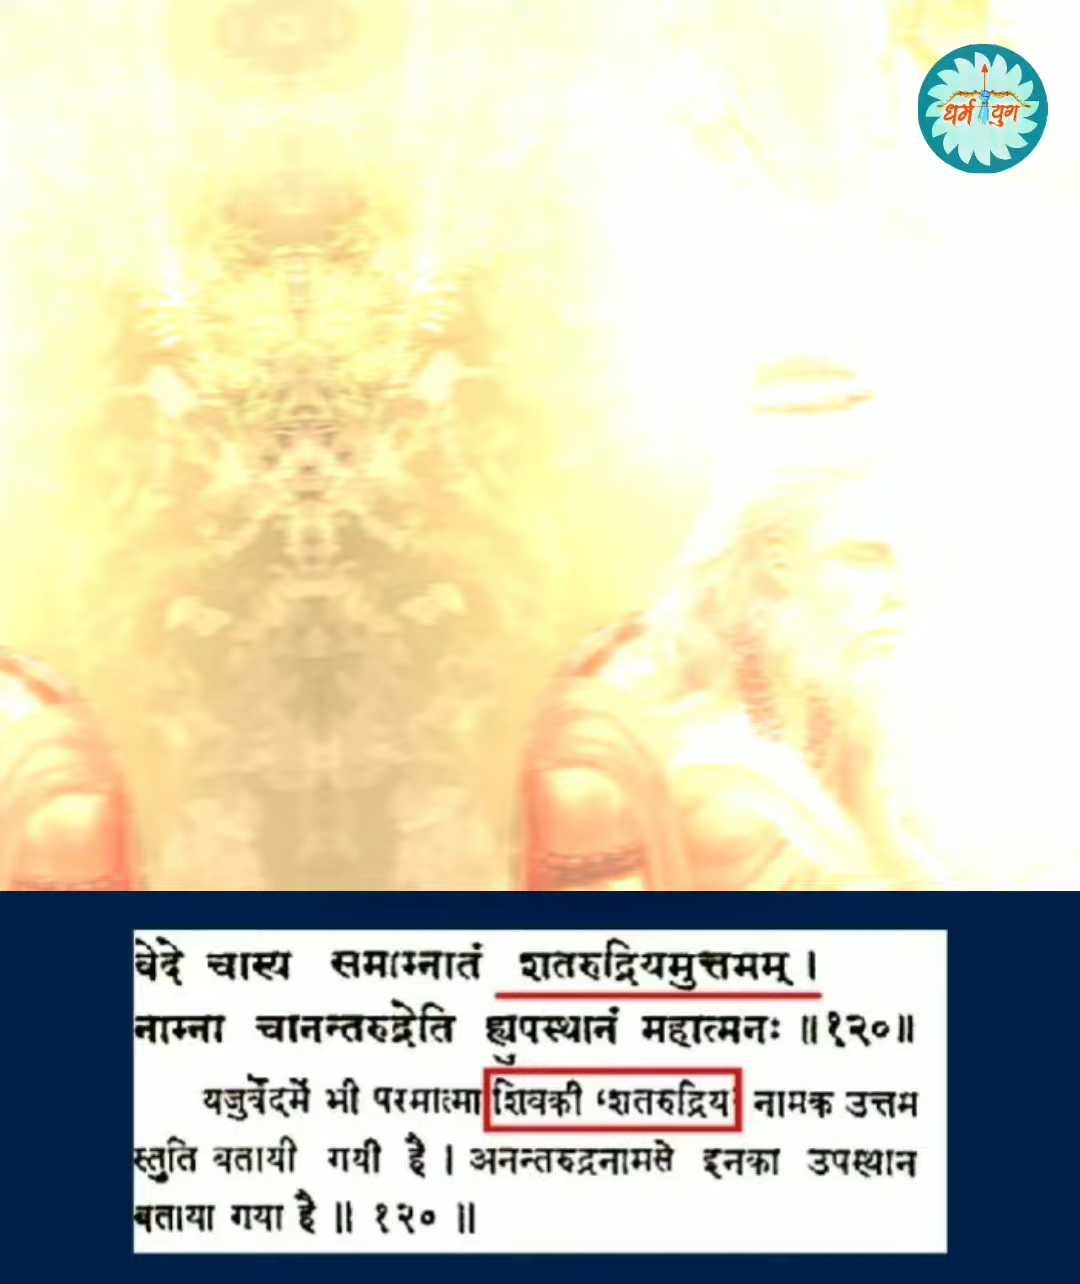 धर्म युग
वेदे चास्य समाम्नातं शतरुद्रियमुत्तमम् ।
नाम्ना चानन्तरुद्रेति ह्युपस्थानं महात्मनः ॥१२०॥
यजुर्वेदमें भी परमात्मा शिवकी ‘शतरुद्रिय’ नामक उत्तम
स्तुति बतायी गयी है । अनन्तरुद्रनामसे इनका उपस्थान
बताया गया है ॥ १२० ॥